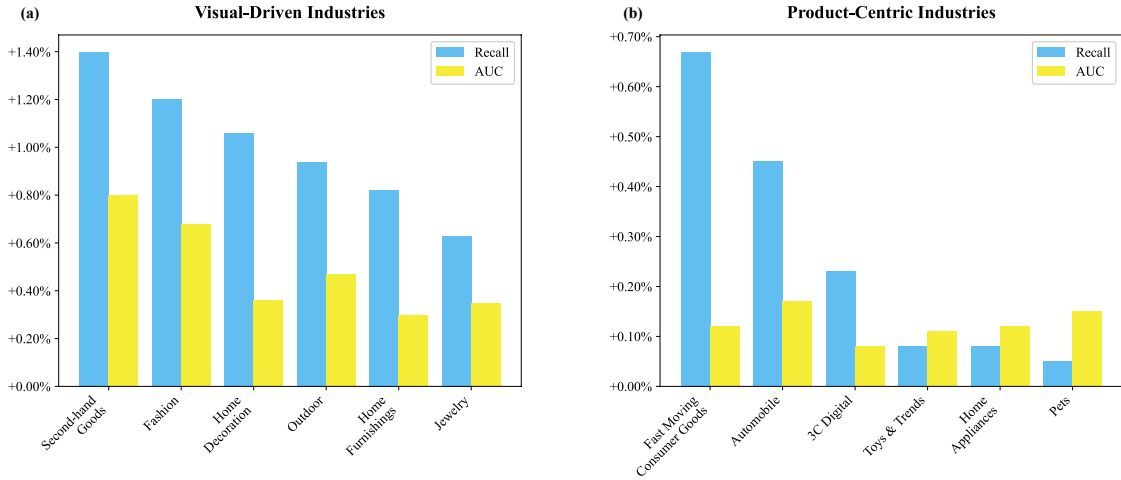 (a)
Visual-Driven Industries
+1.40%
+1.20%
+1.00%
+0.80%
+0.60%
+0.40%
+0.20%
+0.00%
Recall
AUC
Second-hand
Goods
Fashion
Home
Decoration
Outdoor
Home
Furnishings
Jewelry
(b)
Product-Centric Industries
+0.70%
+0.60%
+0.50%
+0.40%
+0.30%
+0.20%
+0.10%
+0.00%
Recall
AUC
Fast Moving
Consumer Goods
Automobile
3C Digital
Toys & Trends
Home
Appliances
Pets